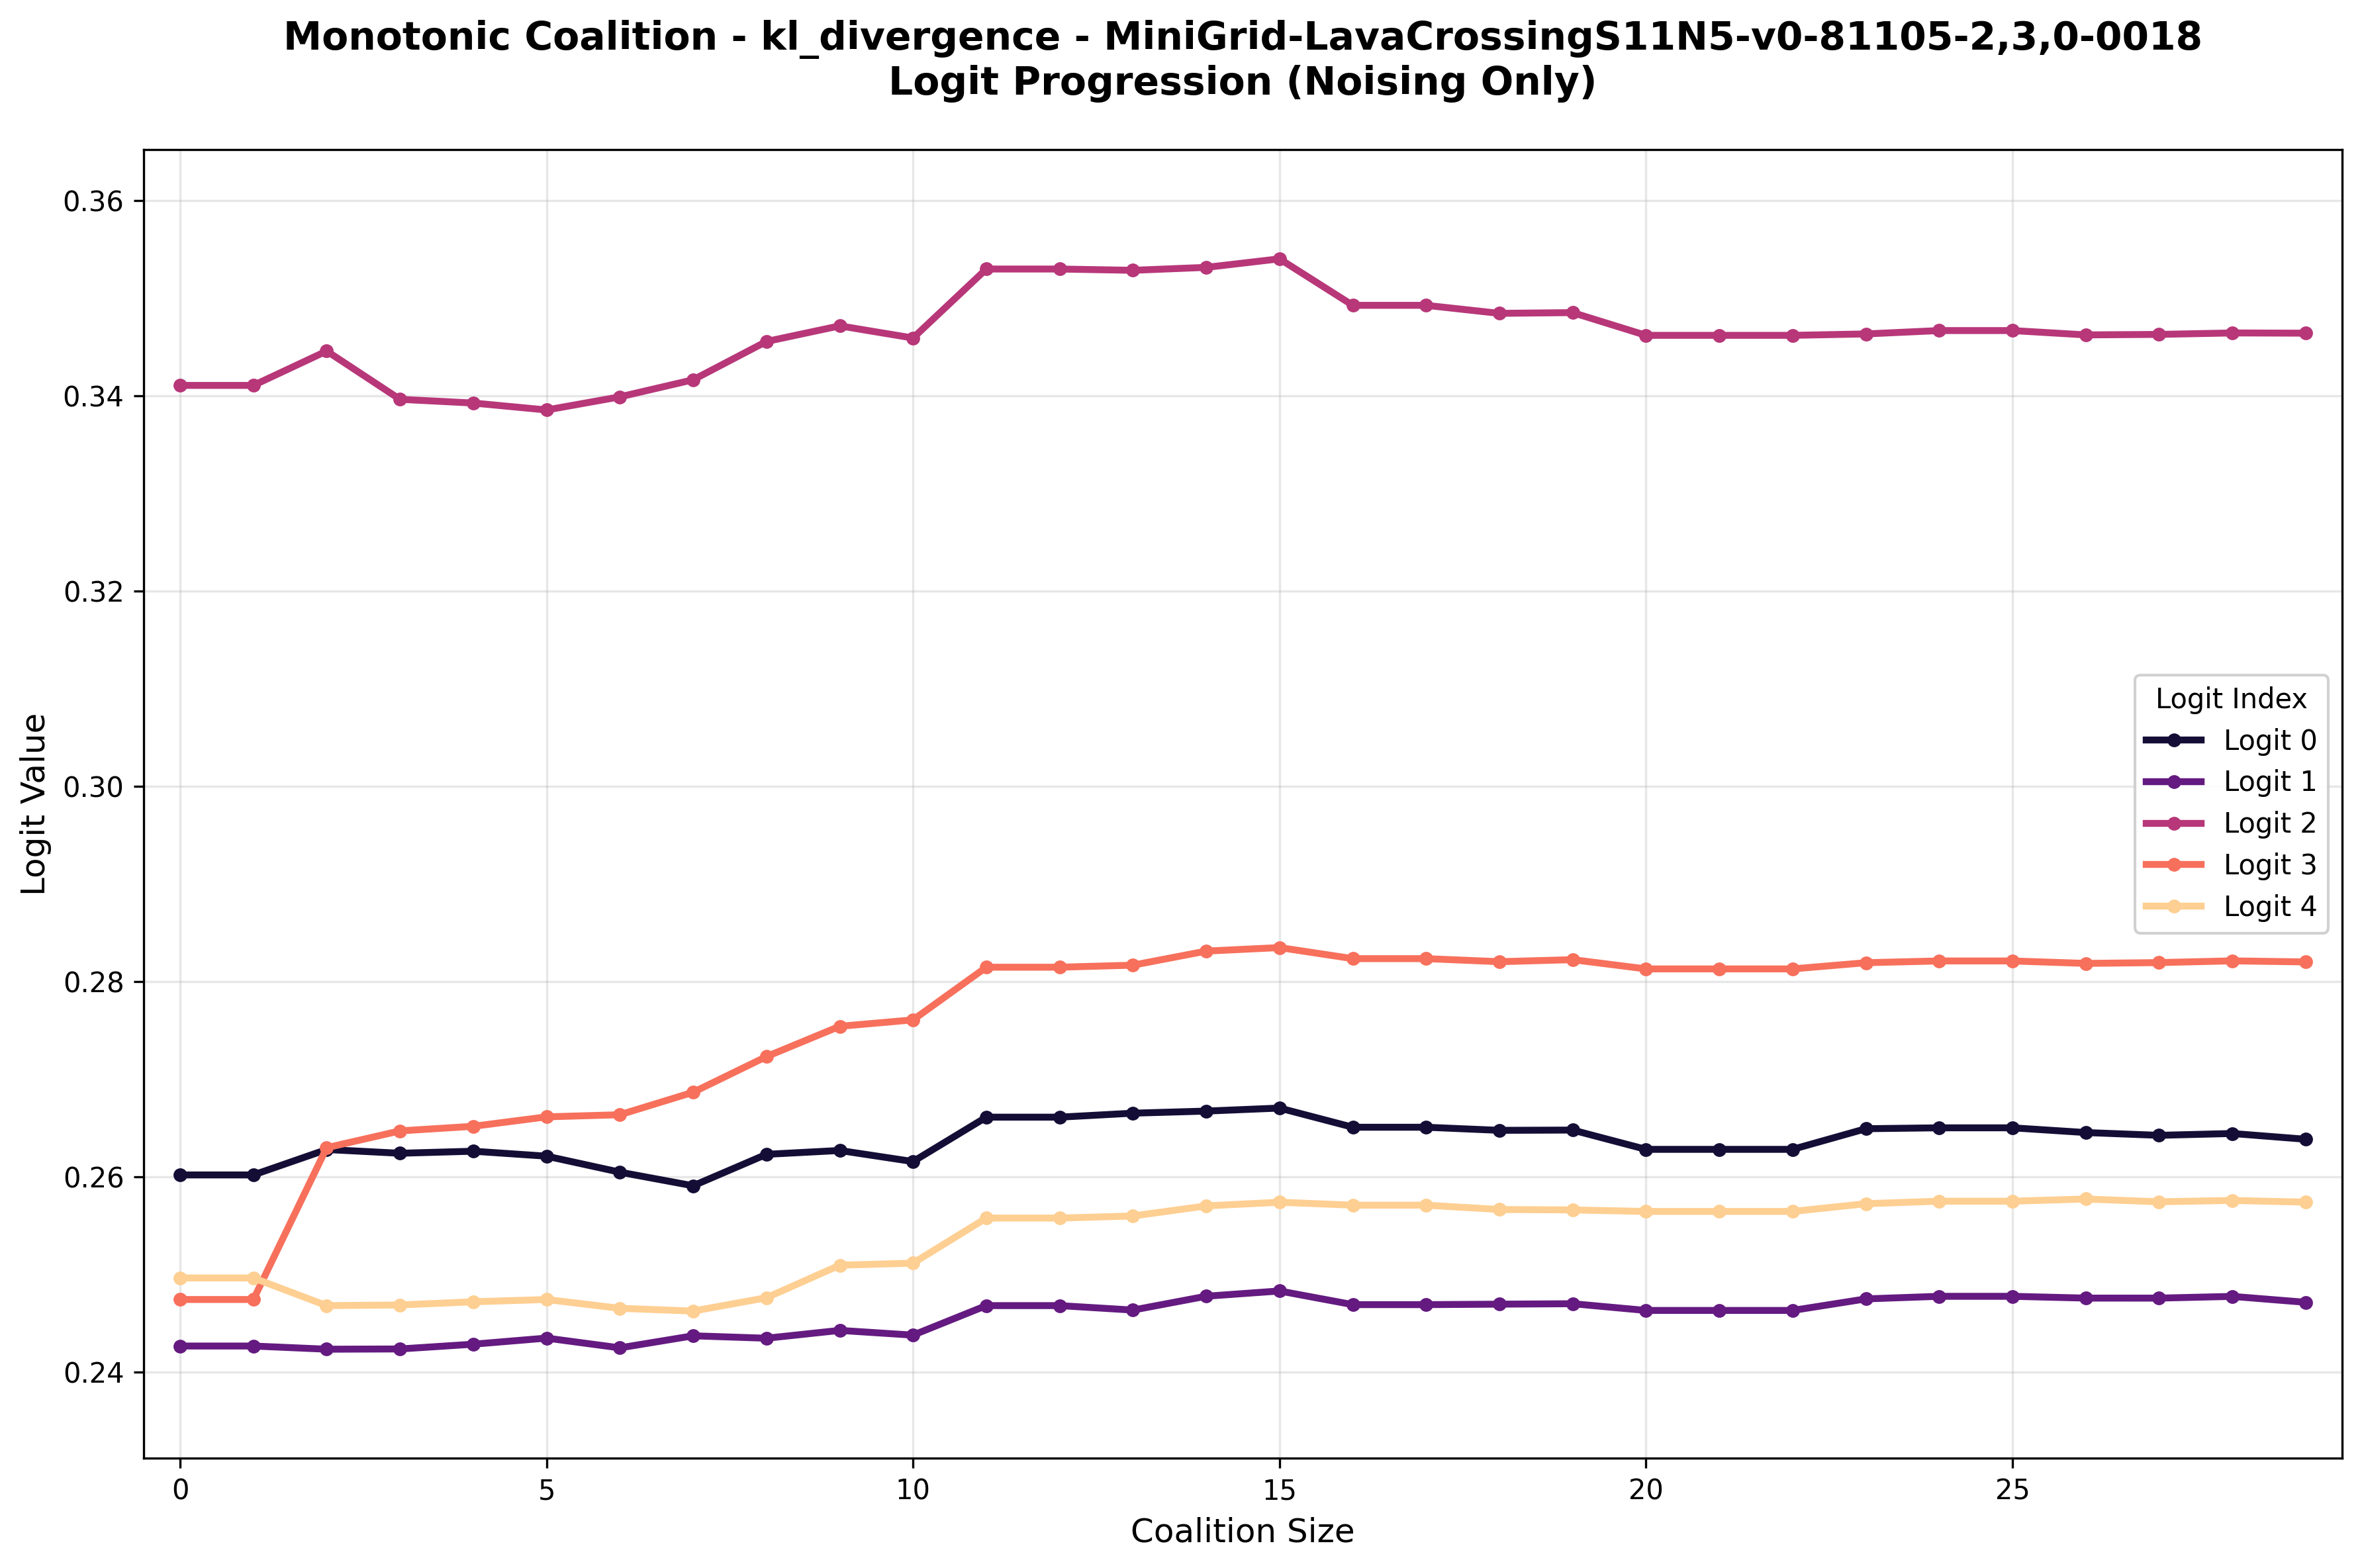 Monotonic Coalition - kl_divergence - MiniGrid-LavaCrossingS11N5-v0-81105-2,3,0-0018
Logit Progression (Noising Only)
Logit Value
0.36
0.34
0.32
0.30
0.28
0.26
0.24
Logit Index
Logit 0
Logit 1
Logit 2
Logit 3
Logit 4
0
5
10
15
20
25
Coalition Size